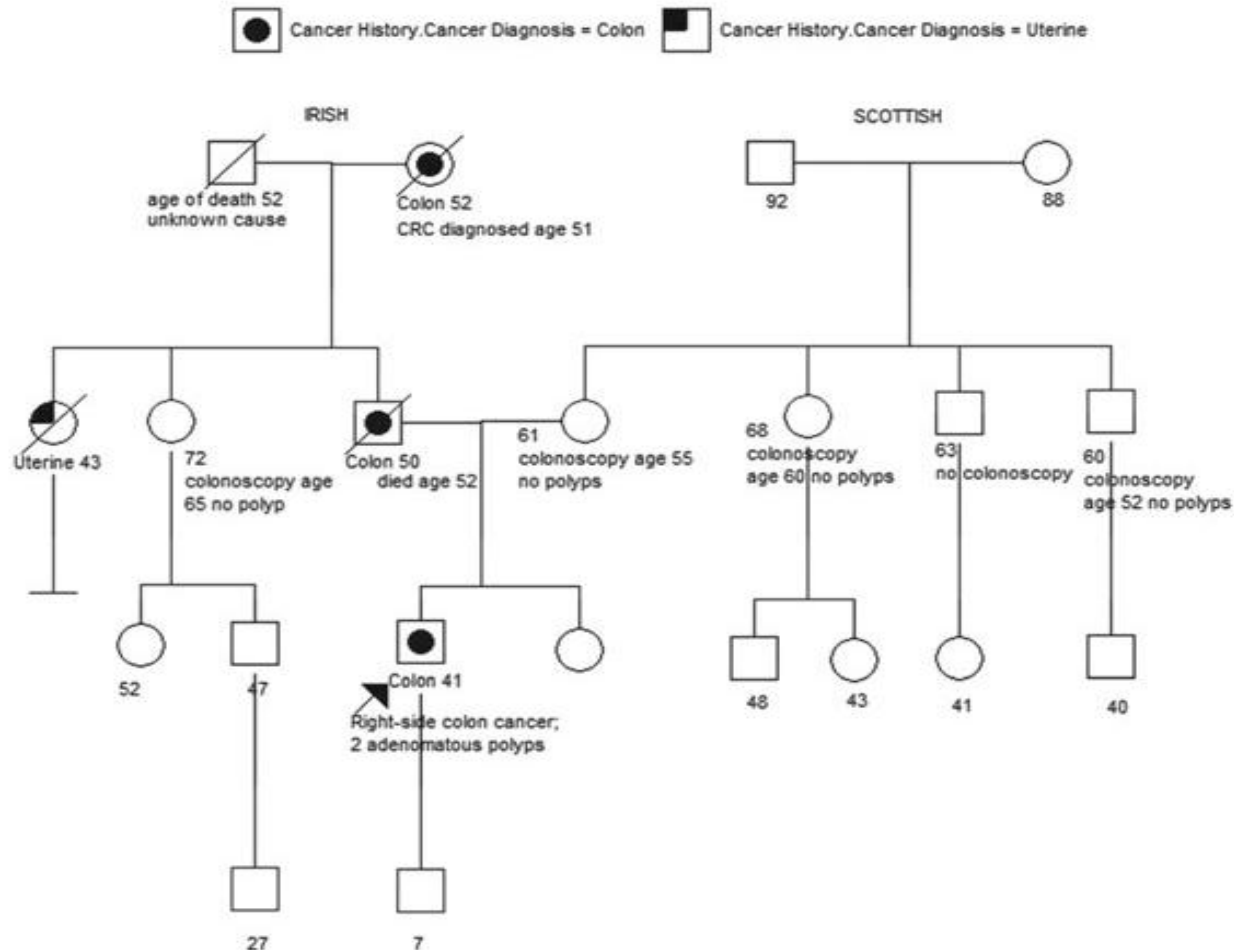 Cancer History.Cancer Diagnosis = Colon
Cancer History.Cancer Diagnosis = Uterine
IRISH
SCOTTISH
age of death 52
unknown cause
Colon 52
CRC diagnosed age 51
92
88
Uterine 43
72
colonoscopy age
65 no polyp
Colon 50
died age 52
61
colonoscopy age 55
no polyps
68
colonoscopy
age 60 no polyps
63
no colonoscopy
60
colonoscopy
age 52 no polyps
52
47
Colon 41
Right-side colon cancer;
2 adenomatous polyps
48
43
41
40
27
7